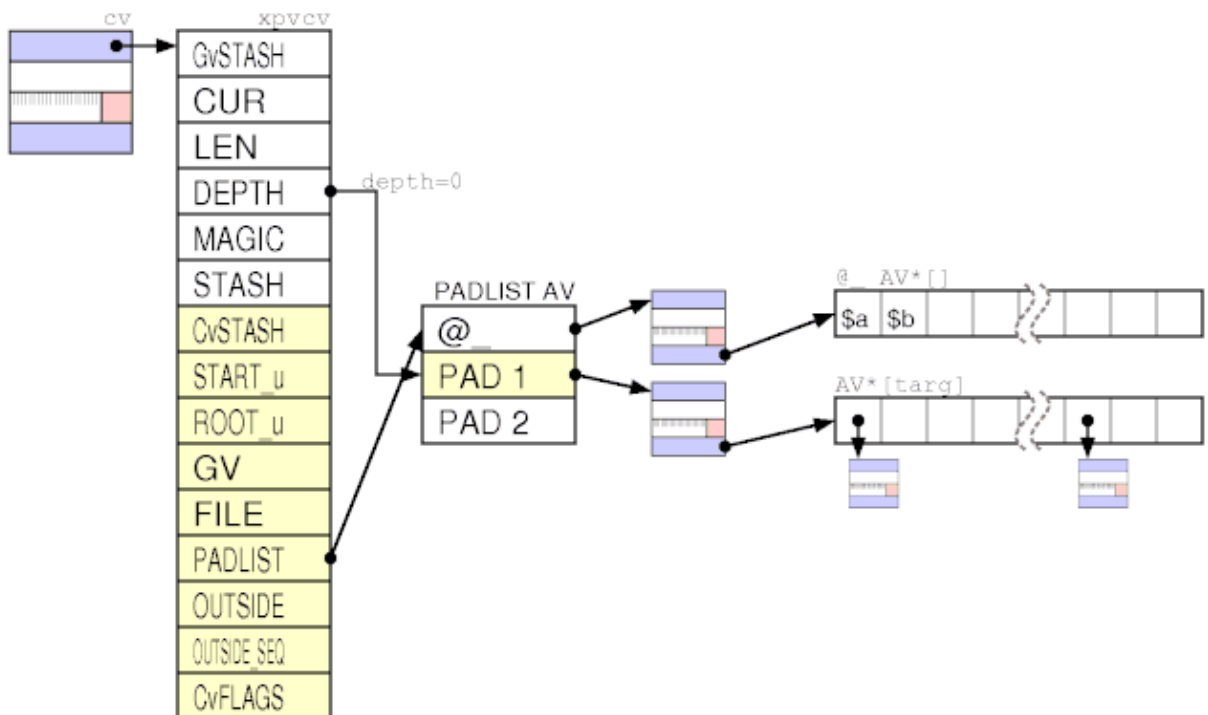 cv
xpvcv
GvSTASH
CUR
LEN
DEPTH
depth=0
MAGIC
STASH
CvSTASH
START_u
ROOT_u
GV
FILE
PADLIST
OUTSIDE
OUTSIDE_SEQ
CvFLAGS
PADLIST AV
@_
PAD 1
PAD 2
@_ AV*[]
$a $b
AV*[targ]